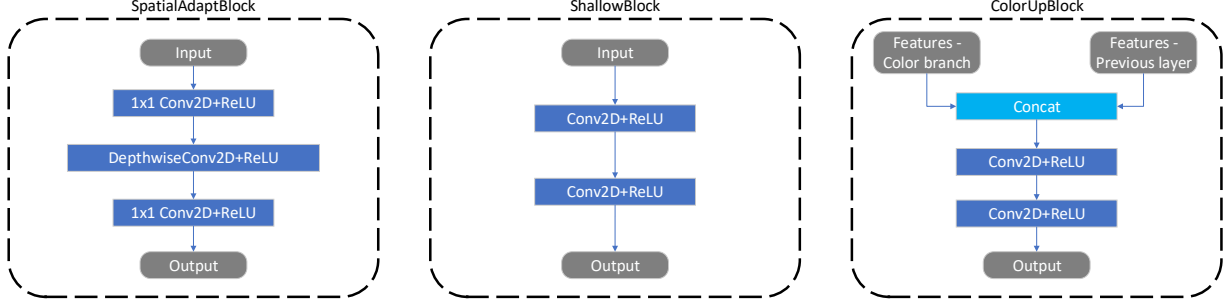 SpatialAdaptBlock
Input
1x1 Conv2D+ReLU
DepthwiseConv2D+ReLU
1x1 Conv2D+ReLU
Output
ShallowBlock
Input
Conv2D+ReLU
Conv2D+ReLU
Output
ColorUpBlock
Features -
Color branch
Features -
Previous layer
Concat
Conv2D+ReLU
Conv2D+ReLU
Output